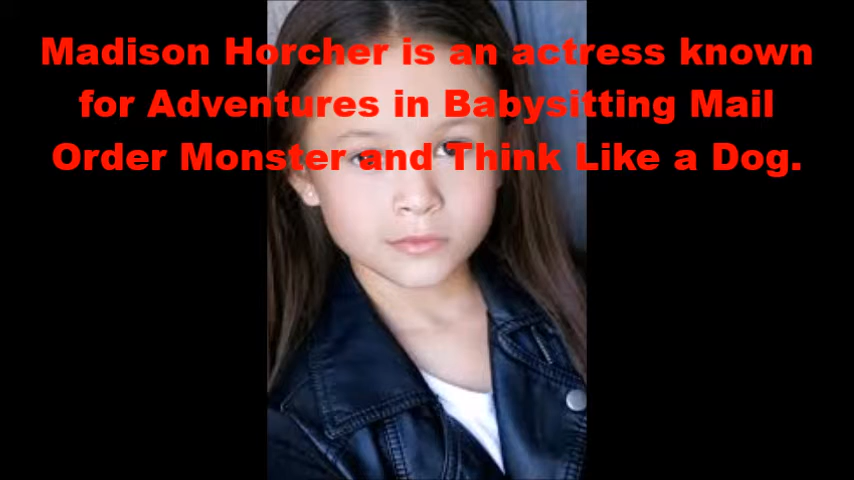 Madison Horcher is an actress known
for Adventures in Babysitting Mail
Order Monster and Think Like a Dog.